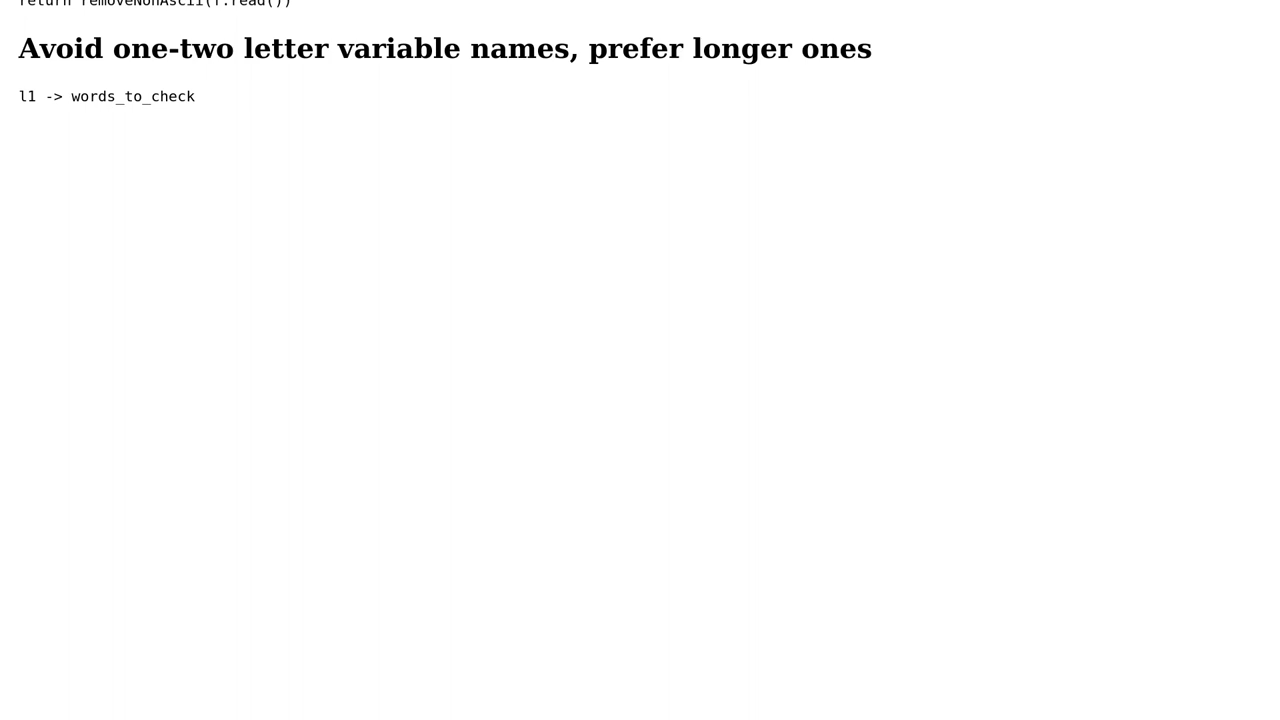 return removeNonAscii(f.read())
Avoid one-two letter variable names, prefer longer ones
l1 -> words_to_check